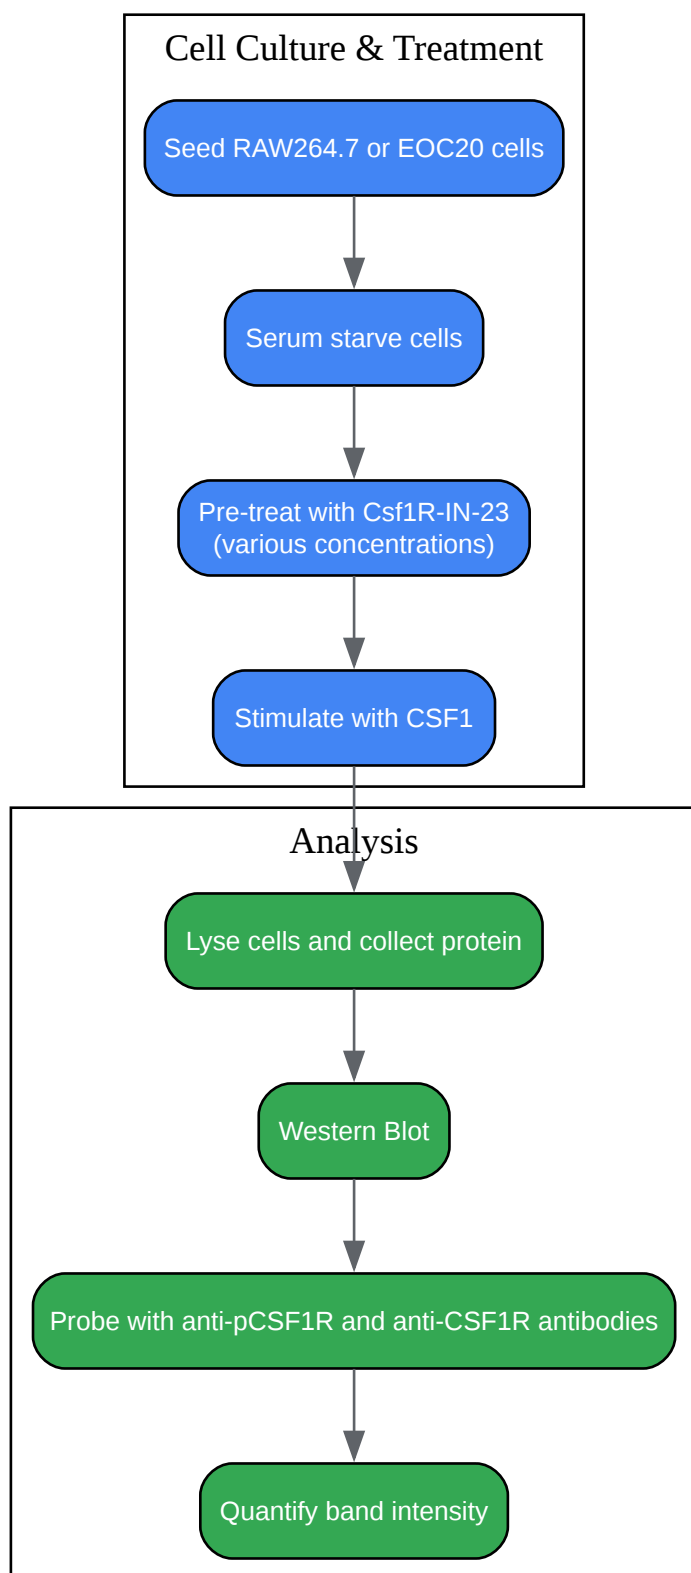 Cell Culture & Treatment
Seed RAW264.7 or EOC20 cells
Serum starve cells
Pre-treat with Csf1R-IN-23
(various concentrations)
Stimulate with CSF1
Analysis
Lyse cells and collect protein
Western Blot
Probe with anti-pCSF1R and anti-CSF1R antibodies
Quantify band intensity